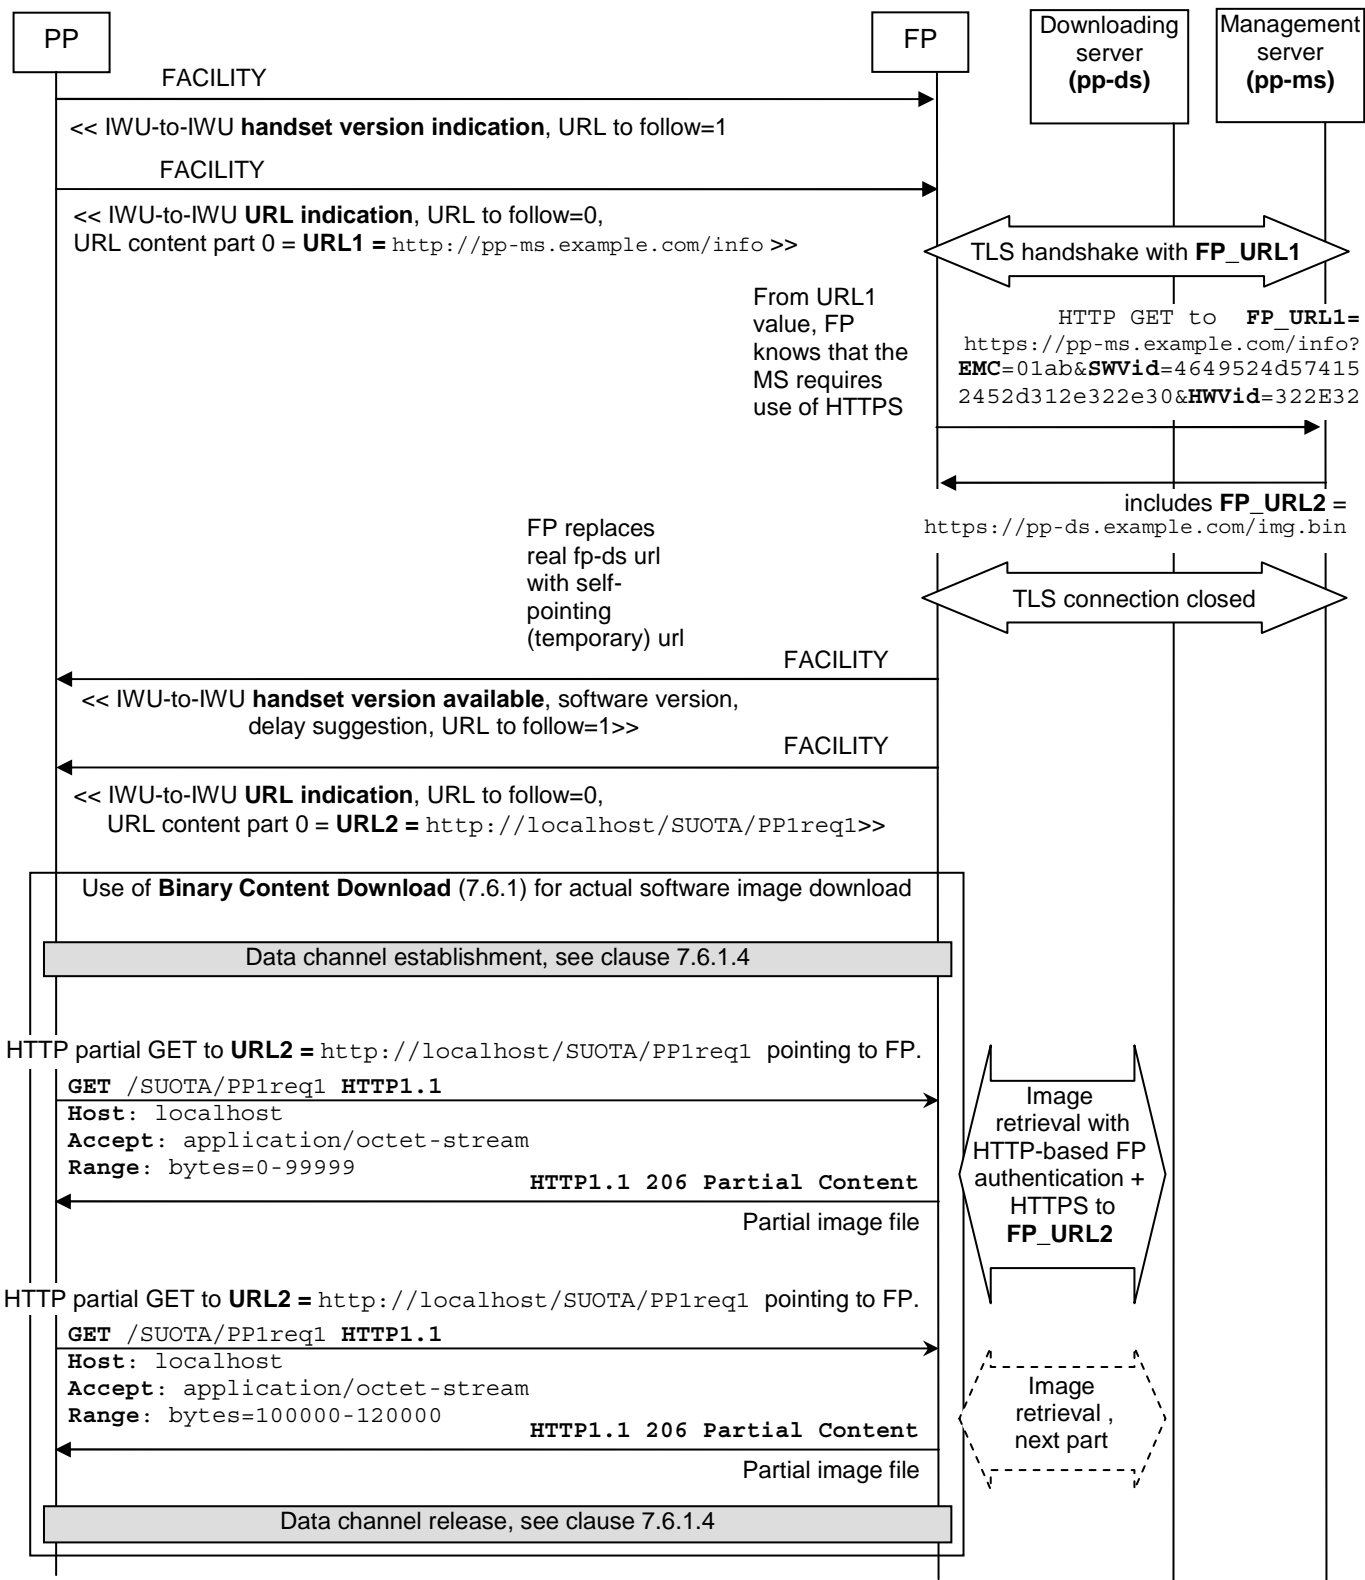 PP
FP
Downloading
server
(pp-ds)
Management
server
(pp-ms)
FACILITY
<< IWU-to-IWU handset version indication, URL to follow=1
FACILITY
<< IWU-to-IWU URL indication, URL to follow=0,
URL content part 0 = URL1 = http://pp-ms.example.com/info >>
TLS handshake with FP_URL1
From URL1
value, FP
knows that the
MS requires
use of HTTPS
HTTP GET to FP_URL1=
https://pp-ms.example.com/info?
EMC=01ab&SWVid=4649524d57415
2452d312e322e30&HWVid=322E32
includes FP_URL2 =
https://pp-ds.example.com/img.bin
FP replaces
real fp-ds url
with self-
pointing
(temporary) url
TLS connection closed
FACILITY
<< IWU-to-IWU handset version available, software version,
delay suggestion, URL to follow=1>>
FACILITY
<< IWU-to-IWU URL indication, URL to follow=0,
URL content part 0 = URL2 = http://localhost/SUOTA/PP1req1>>
Use of Binary Content Download (7.6.1) for actual software image download
Data channel establishment, see clause 7.6.1.4
HTTP partial GET to URL2 = http://localhost/SUOTA/PP1req1 pointing to FP.
GET /SUOTA/PP1req1 HTTP1.1
Host: localhost
Accept: application/octet-stream
Range: bytes=0-99999
HTTP1.1 206 Partial Content
Partial image file
Image
retrieval with
HTTP-based FP
authentication +
HTTPS to
FP_URL2
HTTP partial GET to URL2 = http://localhost/SUOTA/PP1req1 pointing to FP.
GET /SUOTA/PP1req1 HTTP1.1
Host: localhost
Accept: application/octet-stream
Range: bytes=100000-120000
HTTP1.1 206 Partial Content
Partial image file
Image
retrieval ,
next part
Data channel release, see clause 7.6.1.4